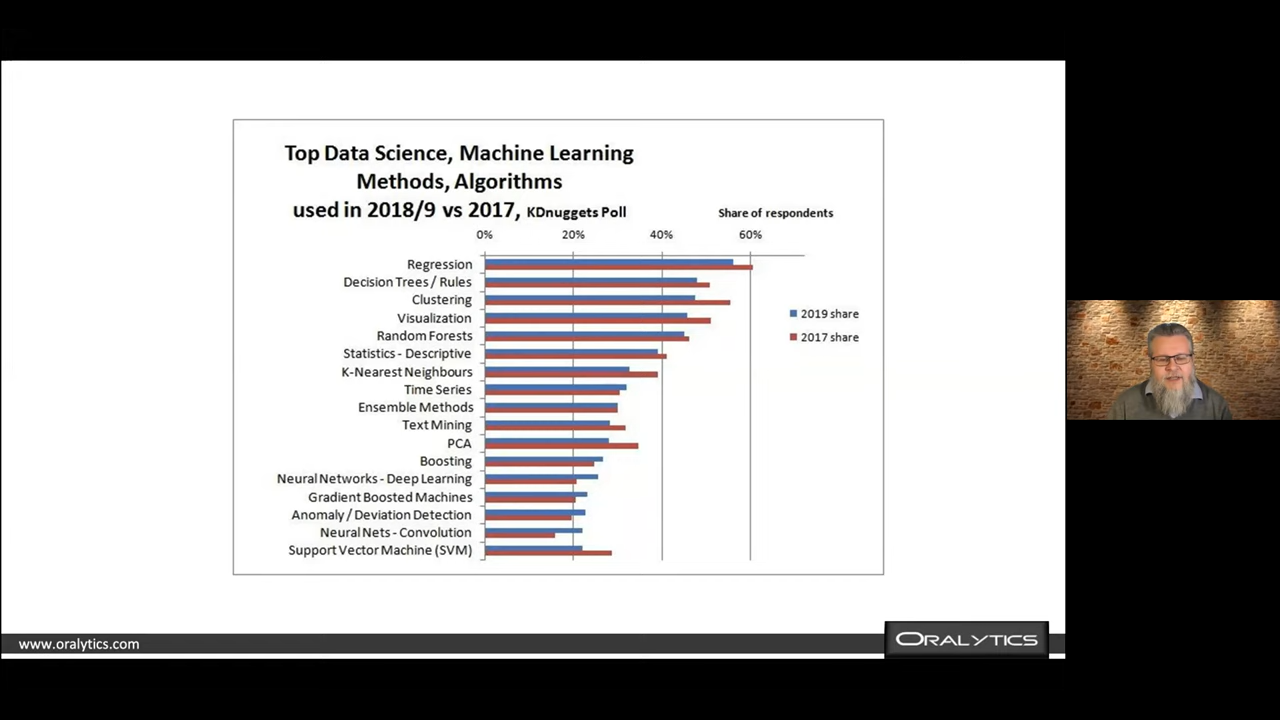 Top Data Science, Machine Learning
Methods, Algorithms
used in 2018/9 vs 2017, KDnuggets Poll
Share of respondents
0% 20% 40% 60%
Regression
Decision Trees / Rules
Clustering
Visualization
Random Forests
Statistics - Descriptive
K-Nearest Neighbours
Time Series
Ensemble Methods
Text Mining
PCA
Boosting
Neural Networks - Deep Learning
Gradient Boosted Machines
Anomaly / Deviation Detection
Neural Nets - Convolution
Support Vector Machine (SVM)
2019 share
2017 share
www.oralytics.com
ORALYTICS